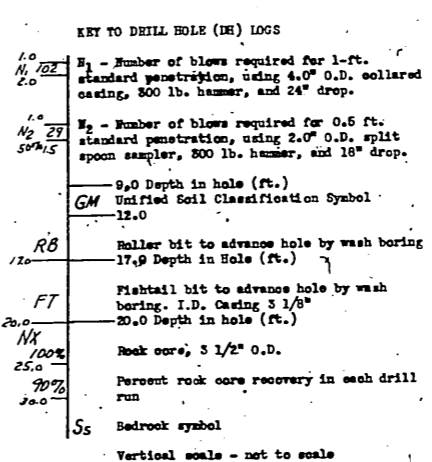 KEY TO DRILL HOLE (DH) LOGS
1.0
N₁ 102
2.0
N₁ - Number of blows required for 1-ft.
standard penetration, using 4.0" O.D. collared
casing, 300 lb. hammer, and 24" drop.
1.0
N₂ 29
50% 1.5
N₂ - Number of blows required for 0.5 ft.
standard penetration, using 2.0" O.D. split
spoon sampler, 300 lb. hammer, and 18" drop.
9.0 Depth in hole (ft.)
GM Unified Soil Classification Symbol
12.0
RB Roller bit to advance hole by wash boring
17.0 17.9 Depth in Hole (ft.)
Fishtail bit to advance hole by wash
FT boring. I.D. Casing 3 1/8"
20.0 20.0 Depth in hole (ft.)
NX
100% Rock core, 3 1/2" O.D.
25.0
90% Percent rock core recovery in each drill
run
30.0
Ss Bedrock symbol
Vertical scale - not to scale